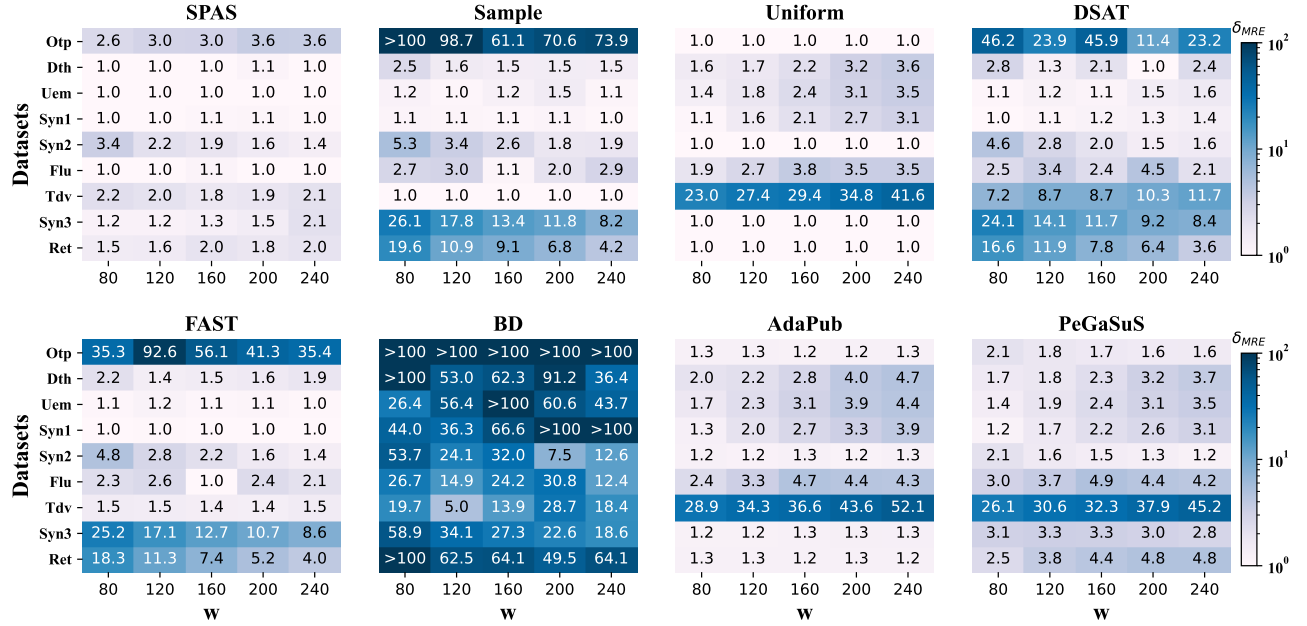 SPAS
Sample
Uniform
DSAT
Datasets
Otp 2.6 3.0 3.0 3.6 3.6 >100 98.7 61.1 70.6 73.9 1.0 1.0 1.0 1.0 1.0 46.2 23.9 45.9 11.4 23.2
Dth 1.0 1.0 1.0 1.1 1.0 2.5 1.6 1.5 1.5 1.5 1.6 1.7 2.2 3.2 3.6 2.8 1.3 2.1 1.0 2.4
Uem 1.0 1.0 1.0 1.0 1.0 1.2 1.0 1.2 1.5 1.1 1.4 1.8 2.4 3.1 3.5 1.1 1.2 1.1 1.5 1.6
Syn1 1.0 1.0 1.1 1.1 1.0 1.1 1.1 1.1 1.0 1.0 1.1 1.6 2.1 2.7 3.1 1.0 1.1 1.2 1.3 1.4
Syn2 3.4 2.2 1.9 1.6 1.4 5.3 3.4 2.6 1.8 1.9 1.0 1.0 1.0 1.0 1.0 4.6 2.8 2.0 1.5 1.6
Flu 1.0 1.0 1.1 1.0 1.0 2.7 3.0 1.1 2.0 2.9 1.9 2.7 3.8 3.5 3.5 2.5 3.4 2.4 4.5 2.1
Tdv 2.2 2.0 1.8 1.9 2.1 1.0 1.0 1.0 1.0 1.0 23.0 27.4 29.4 34.8 41.6 7.2 8.7 8.7 10.3 11.7
Syn3 1.2 1.2 1.3 1.5 2.1 26.1 17.8 13.4 11.8 8.2 1.0 1.0 1.0 1.0 1.0 24.1 14.1 11.7 9.2 8.4
Ret 1.5 1.6 2.0 1.8 2.0 19.6 10.9 9.1 6.8 4.2 1.0 1.0 1.0 1.0 1.0 16.6 11.9 7.8 6.4 3.6
80 120 160 200 240 80 120 160 200 240 80 120 160 200 240 80 120 160 200 240
δMRE
10²
10¹
10⁰
FAST
BD
AdaPub
PeGaSuS
Datasets
Otp 35.3 92.6 56.1 41.3 35.4 >100 >100 >100 >100 >100 1.3 1.3 1.2 1.2 1.3 2.1 1.8 1.7 1.6 1.6
Dth 2.2 1.4 1.5 1.6 1.9 >100 53.0 62.3 91.2 36.4 2.0 2.2 2.8 4.0 4.7 1.7 1.8 2.3 3.2 3.7
Uem 1.1 1.2 1.1 1.1 1.0 26.4 56.4 >100 60.6 43.7 1.7 2.3 3.1 3.9 4.4 1.4 1.9 2.4 3.1 3.5
Syn1 1.0 1.0 1.0 1.0 1.0 44.0 36.3 66.6 >100 >100 1.3 2.0 2.7 3.3 3.9 1.2 1.7 2.2 2.6 3.1
Syn2 4.8 2.8 2.2 1.6 1.4 53.7 24.1 32.0 7.5 12.6 1.2 1.2 1.3 1.2 1.3 2.1 1.6 1.5 1.3 1.2
Flu 2.3 2.6 1.0 2.4 2.1 26.7 14.9 24.2 30.8 12.4 2.4 3.3 4.7 4.4 4.3 3.0 3.7 4.9 4.4 4.2
Tdv 1.5 1.5 1.4 1.4 1.5 19.7 5.0 13.9 28.7 18.4 28.9 34.3 36.6 43.6 52.1 26.1 30.6 32.3 37.9 45.2
Syn3 25.2 17.1 12.7 10.7 8.6 58.9 34.1 27.3 22.6 18.6 1.2 1.2 1.3 1.3 1.3 3.1 3.3 3.3 3.0 2.8
Ret 18.3 11.3 7.4 5.2 4.0 >100 62.5 64.1 49.5 64.1 1.3 1.3 1.2 1.3 1.2 2.5 3.8 4.4 4.8 4.8
80 120 160 200 240 80 120 160 200 240 80 120 160 200 240 80 120 160 200 240
w w w w
δMRE
10²
10¹
10⁰